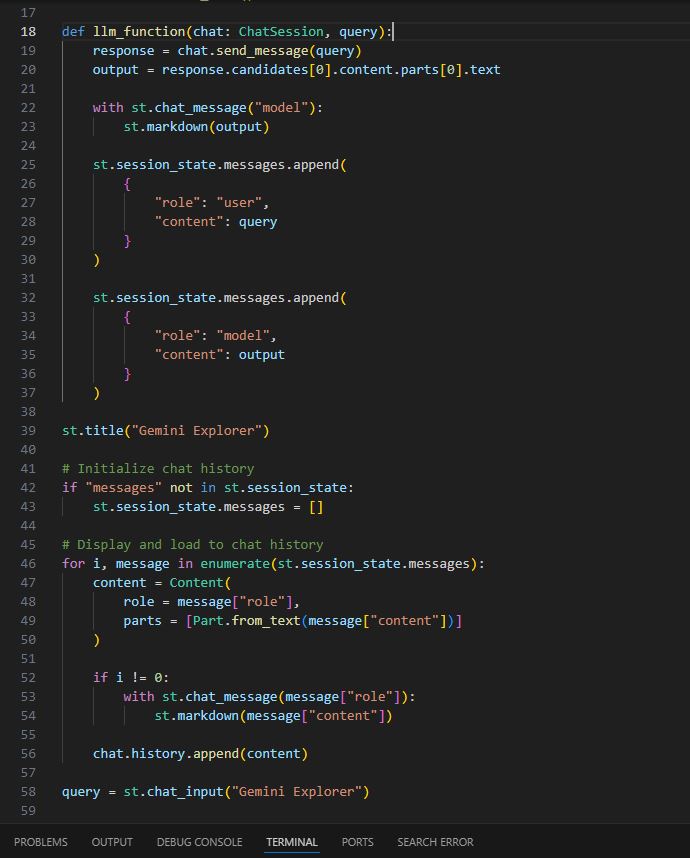 17
18 def llm_function(chat: ChatSession, query):
19     response = chat.send_message(query)
20     output = response.candidates[0].content.parts[0].text
21
22     with st.chat_message("model"):
23         st.markdown(output)
24
25     st.session_state.messages.append(
26         {
27             "role": "user",
28             "content": query
29         }
30     )
31
32     st.session_state.messages.append(
33         {
34             "role": "model",
35             "content": output
36         }
37     )
38
39 st.title("Gemini Explorer")
40
41 # Initialize chat history
42 if "messages" not in st.session_state:
43     st.session_state.messages = []
44
45 # Display and load to chat history
46 for i, message in enumerate(st.session_state.messages):
47     content = Content(
48         role = message["role"],
49         parts = [Part.from_text(message["content"])]
50     )
51
52     if i != 0:
53         with st.chat_message(message["role"]):
54             st.markdown(message["content"])
55
56     chat.history.append(content)
57
58 query = st.chat_input("Gemini Explorer")
59
PROBLEMS OUTPUT DEBUG CONSOLE TERMINAL PORTS SEARCH ERROR